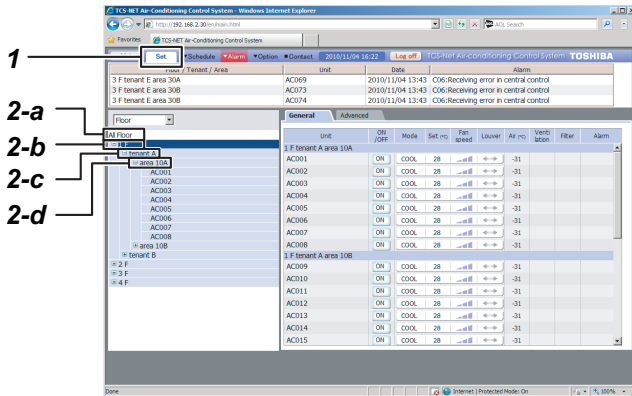 TCS-NET Air-Conditioning Control System - Windows Internet Explorer
http://192.168.2.30/en/main.html
AOL Search
Favorites TCS-NET Air-Conditioning Control System
1
Set ▼Schedule ▼Alarm ▼Option ■Contact 2010/11/04 16:22 Log off TCS-Net Air-conditioning Control System TOSHIBA
Floor / Tenant / Area Unit Date Alarm
3 F tenant E area 30A AC069 2010/11/04 13:43 C06:Receiving error in central control
3 F tenant E area 30B AC073 2010/11/04 13:43 C06:Receiving error in central control
3 F tenant E area 30B AC074 2010/11/04 13:43 C06:Receiving error in central control
2-a
2-b
2-c
2-d
Floor
All Floor
1 F
tenant A
area 10A
AC001
AC002
AC003
AC004
AC005
AC006
AC007
AC008
area 10B
tenant B
2 F
3 F
4 F
General Advanced
Unit ON /OFF Mode Set (°C) Fan speed Louver Air (°C) Venti lation Filter Alarm
1 F tenant A area 10A
AC001 ON COOL 28 -31
AC002 ON COOL 28 -31
AC003 ON COOL 28 -31
AC004 ON COOL 28 -31
AC005 ON COOL 28 -31
AC006 ON COOL 28 -31
AC007 ON COOL 28 -31
AC008 ON COOL 28 -31
1 F tenant A area 10B
AC009 ON COOL 28 -31
AC010 ON COOL 28 -31
AC011 ON COOL 28 -31
AC012 ON COOL 28 -31
AC013 ON COOL 28 -31
AC014 ON COOL 28 -31
AC015 ON COOL 28 -31
Done Internet | Protected Mode: On 100%